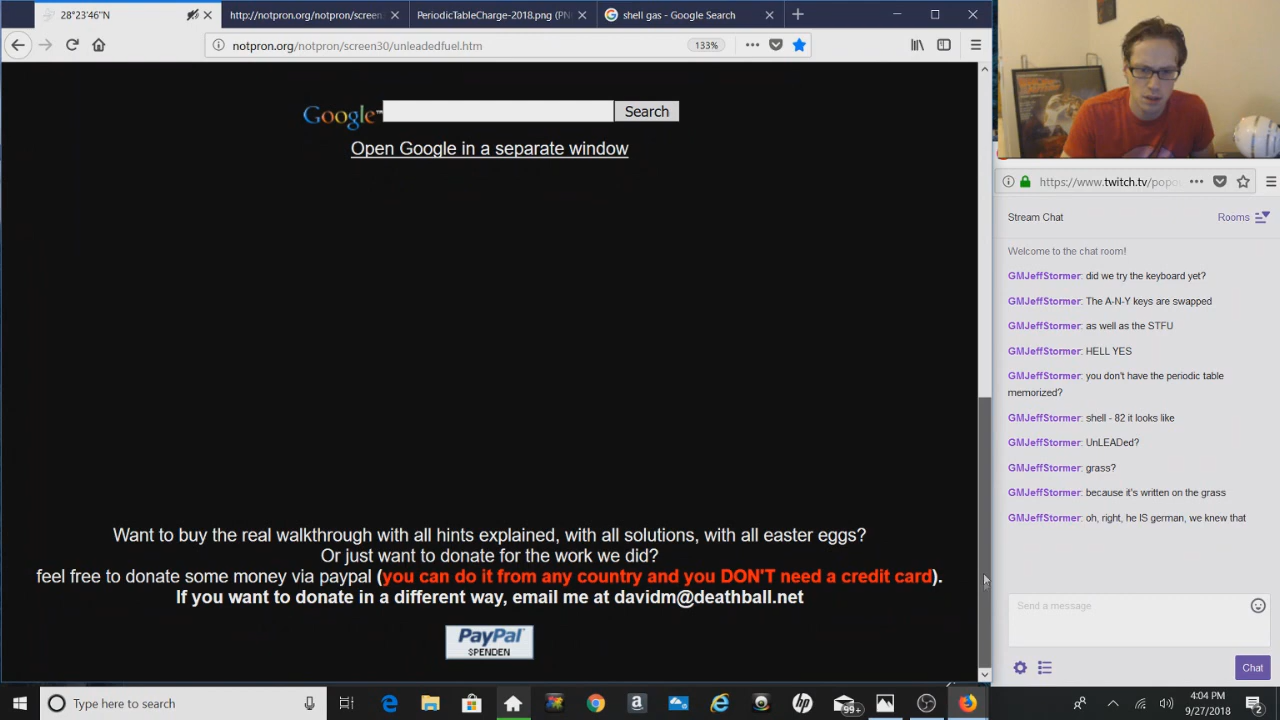 28°23'46"N
http://notpron.org/notpron/screen
PeriodicTableCharge-2018.png (PN
shell gas - Google Search
notpron.org/notpron/screen30/unleadedfuel.htm
133%
Google™
Search
Open Google in a separate window
Want to buy the real walkthrough with all hints explained, with all solutions, with all easter eggs?
Or just want to donate for the work we did?
feel free to donate some money via paypal (you can do it from any country and you DON'T need a credit card).
If you want to donate in a different way, email me at davidm@deathball.net
PayPal
SPENDEN
https://www.twitch.tv/popo
Stream Chat
Rooms
Welcome to the chat room!
GMJeffStormer: did we try the keyboard yet?
GMJeffStormer: The A-N-Y keys are swapped
GMJeffStormer: as well as the STFU
GMJeffStormer: HELL YES
GMJeffStormer: you don't have the periodic table
memorized?
GMJeffStormer: shell - 82 it looks like
GMJeffStormer: UnLEADed?
GMJeffStormer: grass?
GMJeffStormer: because it's written on the grass
GMJeffStormer: oh, right, he IS german, we knew that
Send a message
Chat
Type here to search
hp
99+
4:04 PM
9/27/2018
2